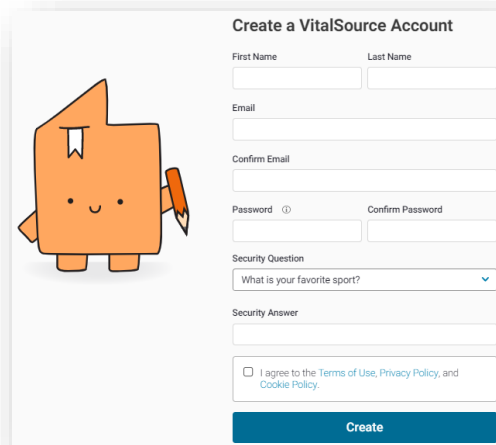 Create a VitalSource Account
First Name Last Name
Email
Confirm Email
Password ⓘ Confirm Password
Security Question
What is your favorite sport?
Security Answer
I agree to the Terms of Use, Privacy Policy, and
Cookie Policy.
Create